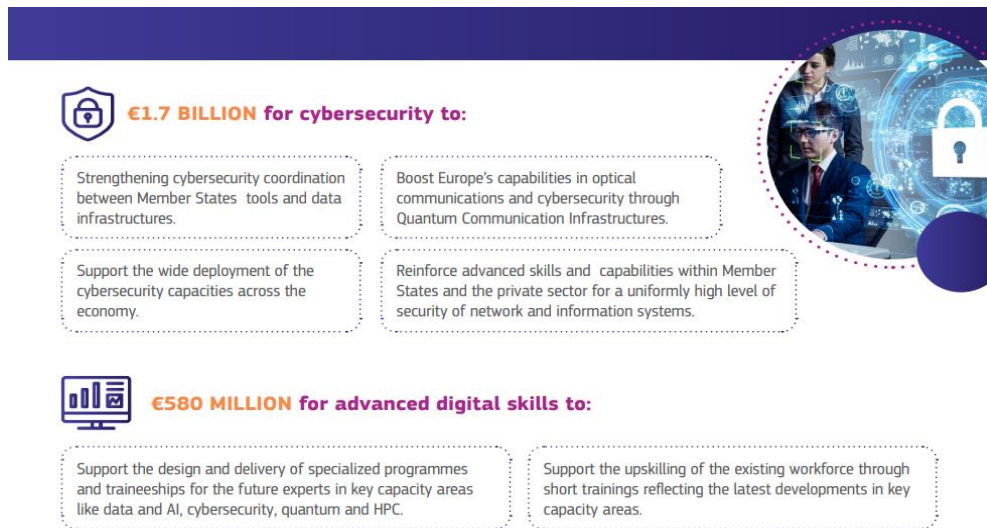 €1.7 BILLION for cybersecurity to:
Strengthening cybersecurity coordination
between Member States tools and data
infrastructures.
Boost Europe's capabilities in optical
communications and cybersecurity through
Quantum Communication Infrastructures.
Support the wide deployment of the
cybersecurity capacities across the
economy.
Reinforce advanced skills and capabilities within Member
States and the private sector for a uniformly high level of
security of network and information systems.
€580 MILLION for advanced digital skills to:
Support the design and delivery of specialized programmes
and traineeships for the future experts in key capacity areas
like data and AI, cybersecurity, quantum and HPC.
Support the upskilling of the existing workforce through
short trainings reflecting the latest developments in key
capacity areas.